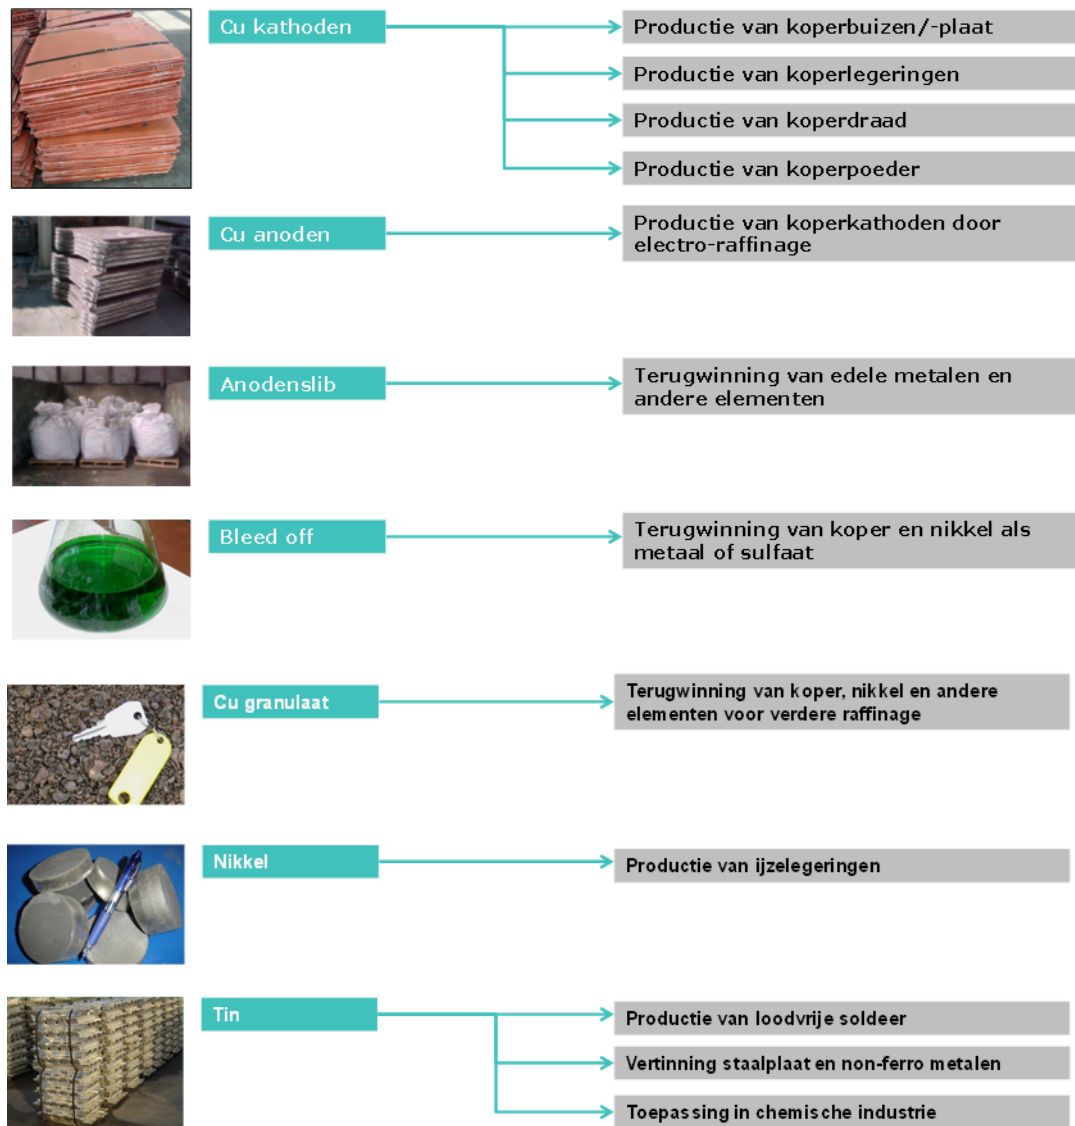 Cu kathoden
Productie van koperbuizen/-plaat
Productie van koperlegeringen
Productie van koperdraad
Productie van koperpoeder
Cu anoden
Productie van koperkathoden door
electro-raffinage
Anodenslib
Terugwinning van edele metalen en
andere elementen
Bleed off
Terugwinning van koper en nikkel als
metaal of sulfaat
Cu granulaat
Terugwinning van koper, nikkel en andere
elementen voor verdere raffinage
Nikkel
Productie van ijzelegeringen
Tin
Productie van loodvrije soldeer
Vertinning staalplaat en non-ferro metalen
Toepassing in chemische industrie